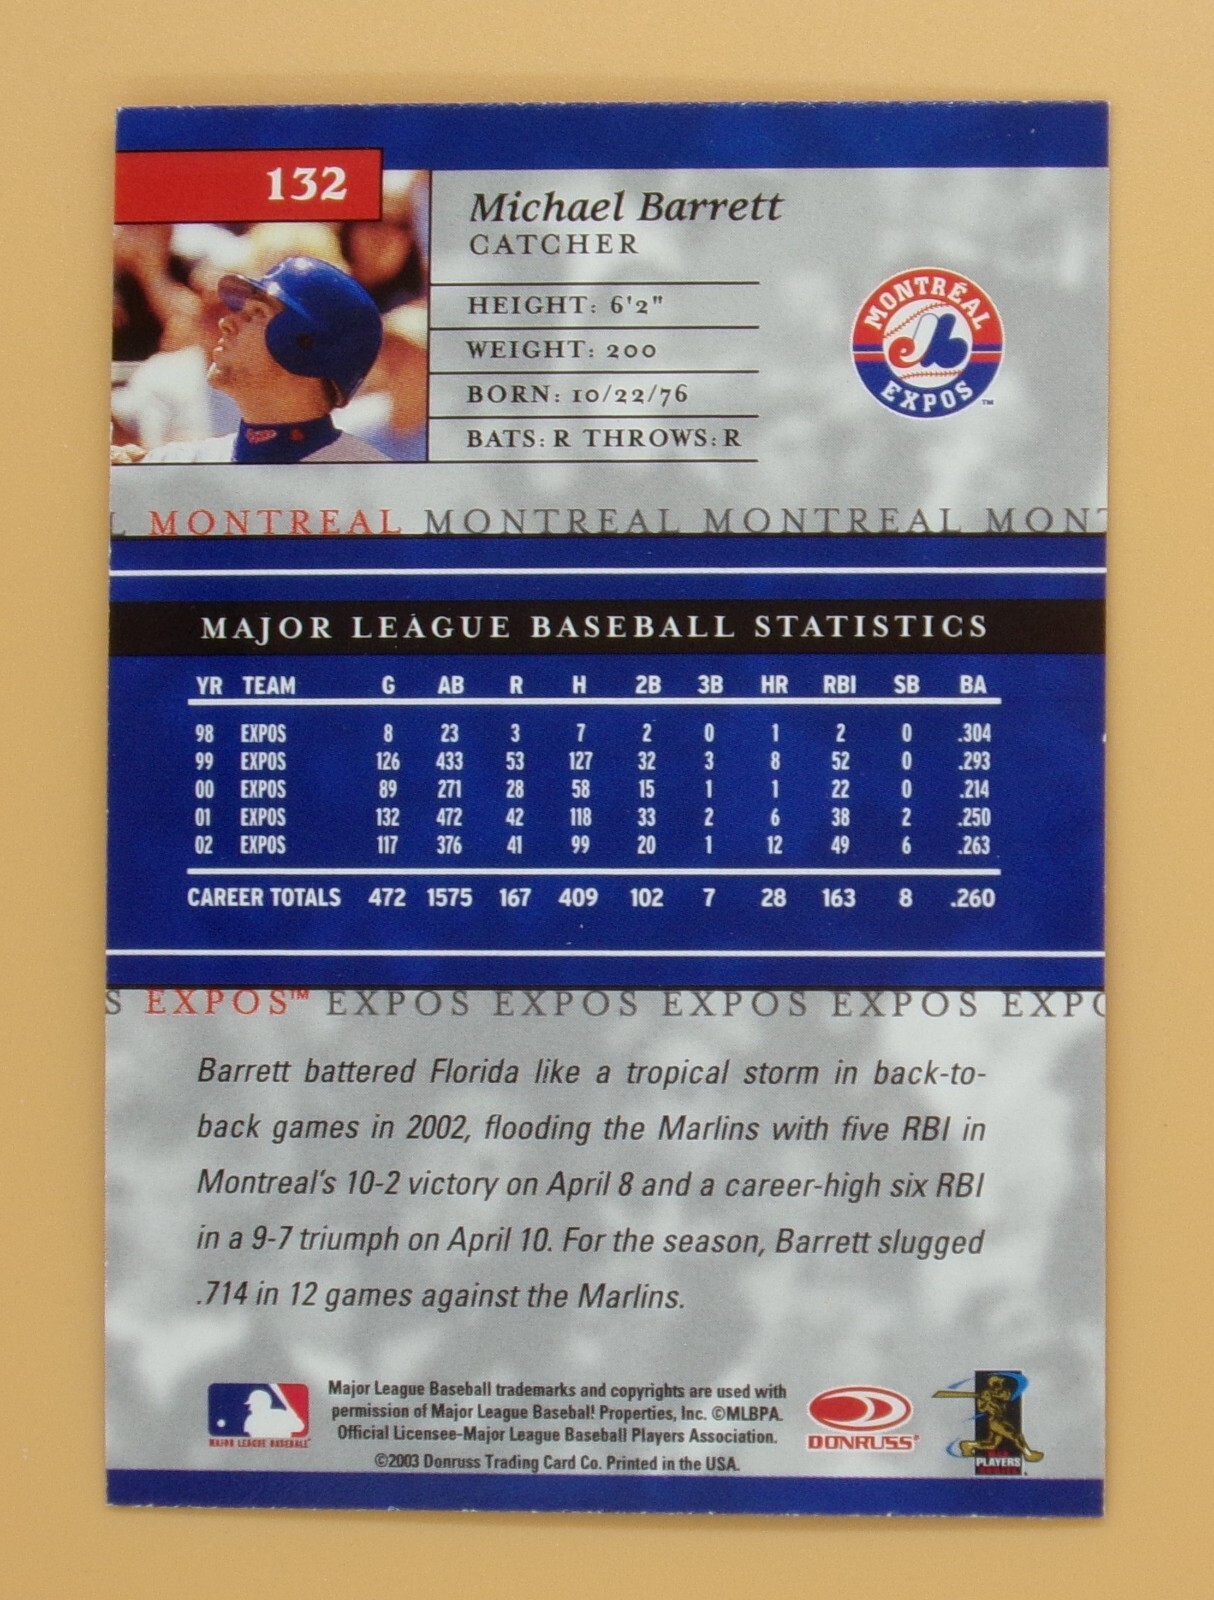 132
Michael Barrett
CATCHER
HEIGHT: 6'2"
WEIGHT: 200
BORN: 10/22/76
BATS: R THROWS: R
MONTRÉAL
EXPOS
™
L MONTREAL MONTREAL MONTREAL MONT
MAJOR LEAGUE BASEBALL STATISTICS
YR TEAM G AB R H 2B 3B HR RBI SB BA
98 EXPOS 8 23 3 7 2 0 1 2 0 .304
99 EXPOS 126 433 53 127 32 3 8 52 0 .293
00 EXPOS 89 271 28 58 15 1 1 22 0 .214
01 EXPOS 132 472 42 118 33 2 6 38 2 .250
02 EXPOS 117 376 41 99 20 1 12 49 6 .263
CAREER TOTALS 472 1575 167 409 102 7 28 163 8 .260
S EXPOS™ EXPOS EXPOS EXPOS EXPOS EXPO
Barrett battered Florida like a tropical storm in back-to-
back games in 2002, flooding the Marlins with five RBI in
Montreal's 10-2 victory on April 8 and a career-high six RBI
in a 9-7 triumph on April 10. For the season, Barrett slugged
.714 in 12 games against the Marlins.
MAJOR LEAGUE BASEBALL
Major League Baseball trademarks and copyrights are used with
permission of Major League Baseball Properties, Inc. ©MLBPA.
Official Licensee-Major League Baseball Players Association.
©2003 Donruss Trading Card Co. Printed in the USA.
DONRUSS
PLAYERS